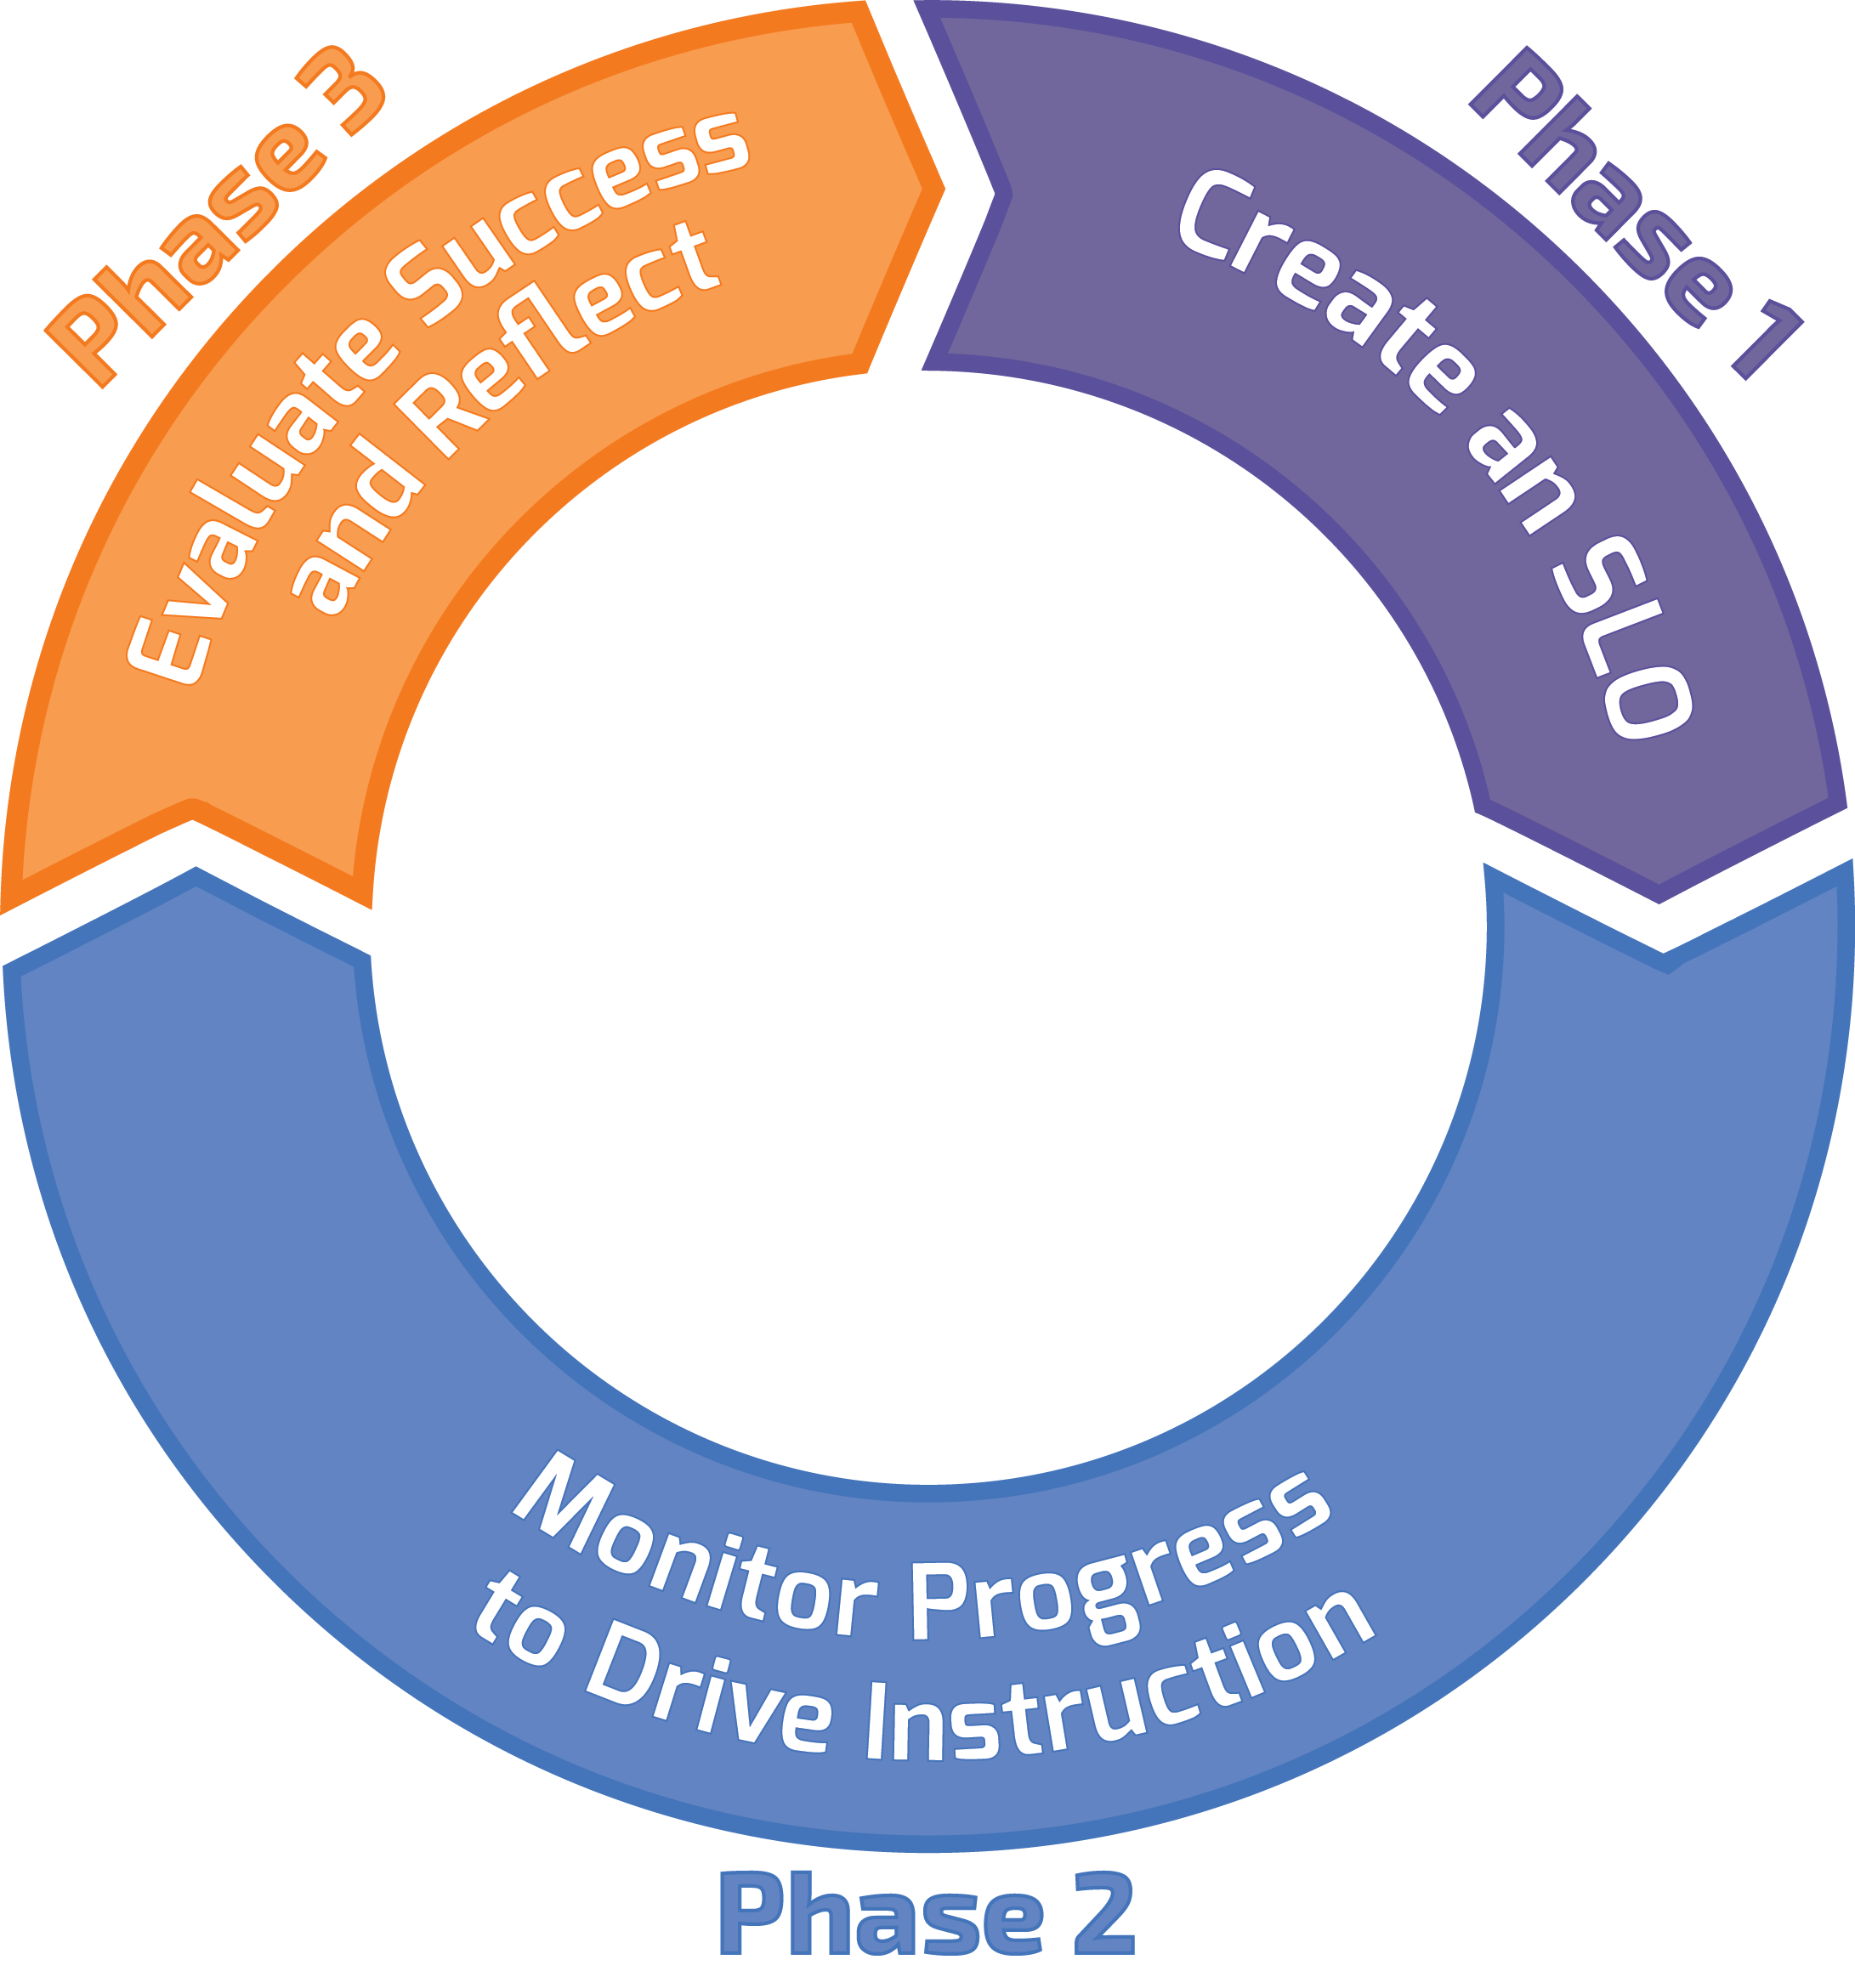 Phase 1
Create an SLO
Monitor Progress
to Drive Instruction
Phase 2
Phase 3
Evaluate success
and Reflect